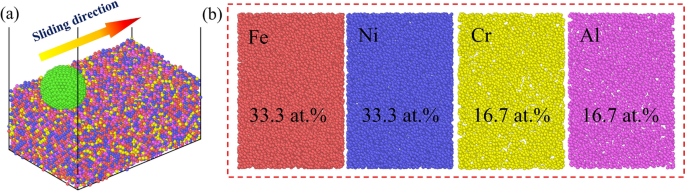 (a)
Sliding direction
(b)
Fe
33.3 at.%
Ni
33.3 at.%
Cr
16.7 at.%
Al
16.7 at.%